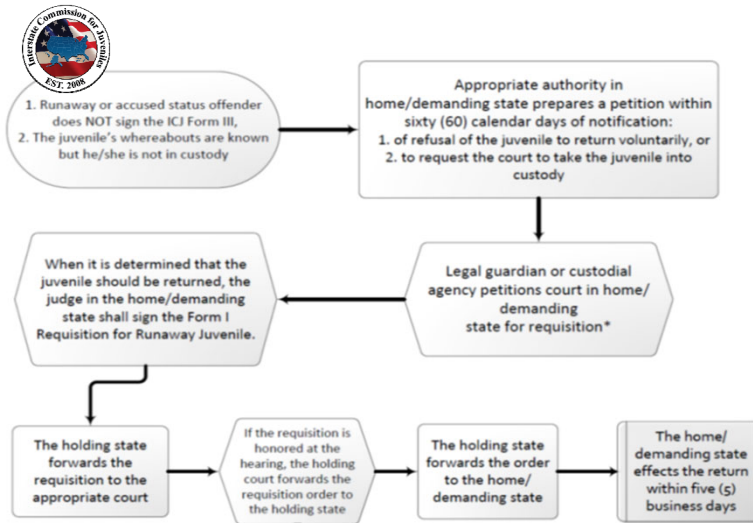 Interstate Commission for Juveniles
EST. 2008
1. Runaway or accused status offender
does NOT sign the ICJ Form III,
2. The juvenile's whereabouts are known
but he/she is not in custody
Appropriate authority in
home/demanding state prepares a petition within
sixty (60) calendar days of notification:
1. of refusal of the juvenile to return voluntarily, or
2. to request the court to take the juvenile into
custody
When it is determined that the
juvenile should be returned, the
judge in the home/demanding
state shall sign the Form I
Requisition for Runaway Juvenile.
Legal guardian or custodial
agency petitions court in home/
demanding
state for requisition*
The holding state
forwards the
requisition to the
appropriate court
If the requisition is
honored at the
hearing, the holding
court forwards the
requisition order to
the holding state
The holding state
forwards the order
to the home/
demanding state
The home/
demanding state
effects the return
within five (5)
business days